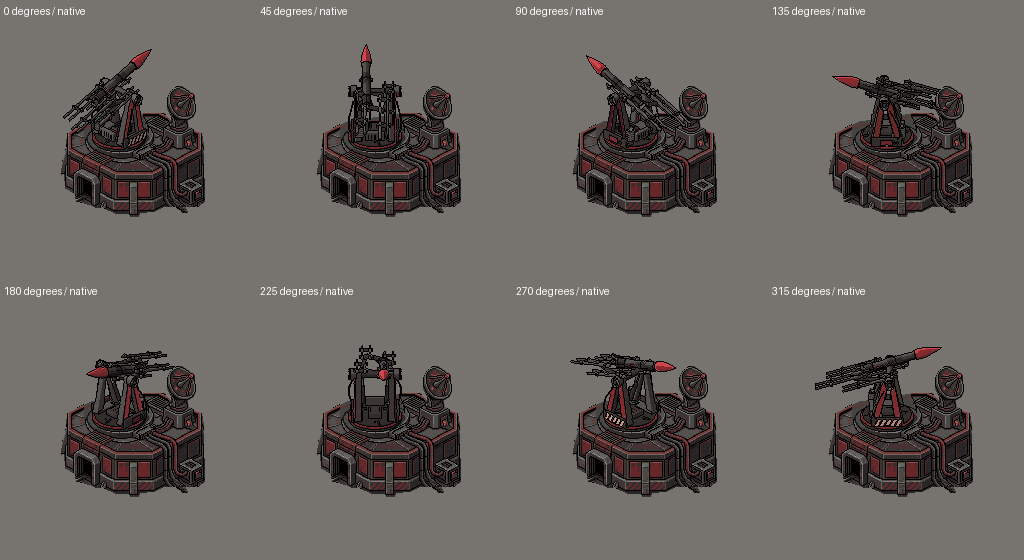 0 degrees / native
45 degrees / native
90 degrees / native
135 degrees / native
180 degrees / native
225 degrees / native
270 degrees / native
315 degrees / native